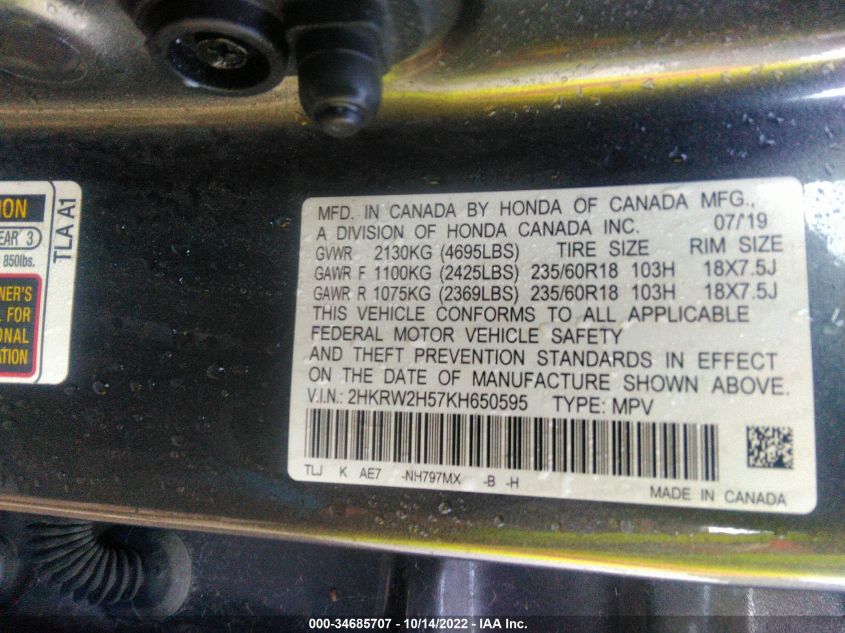 ION
EAR 3
850lbs.
TLA A1
NER'S
L FOR
ONAL
ATION
MFD. IN CANADA BY HONDA OF CANADA MFG.,
A DIVISION OF HONDA CANADA INC. 07/19
GVWR 2130KG (4695LBS) TIRE SIZE RIM SIZE
GAWR F 1100KG (2425LBS) 235/60R18 103H 18X7.5J
GAWR R 1075KG (2369LBS) 235/60R18 103H 18X7.5J
THIS VEHICLE CONFORMS TO ALL APPLICABLE
FEDERAL MOTOR VEHICLE SAFETY
AND THEFT PREVENTION STANDARDS IN EFFECT
ON THE DATE OF MANUFACTURE SHOWN ABOVE.
V.I.N.: 2HKRW2H57KH650595 TYPE: MPV
TLJ K AE7 -NH797MX -B -H
MADE IN CANADA
000-34685707 - 10/14/2022 - IAA Inc.